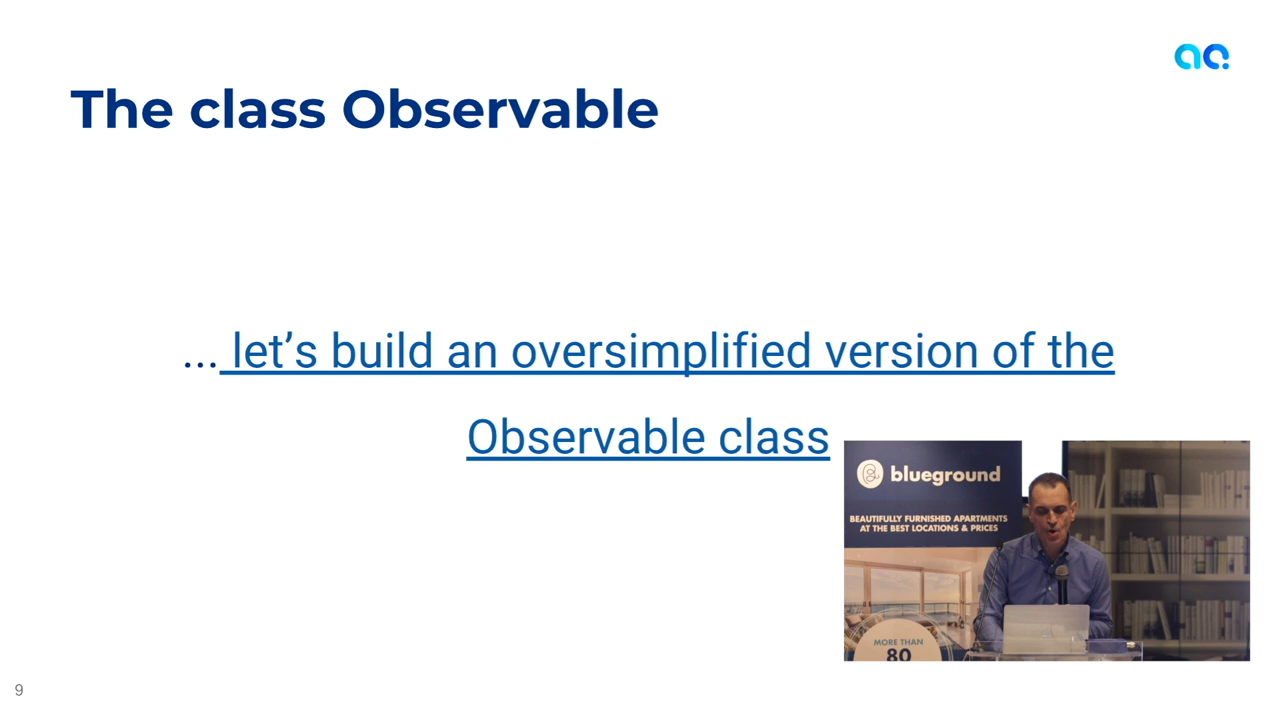 The class Observable
... let’s build an oversimplified version of the
Observable class
blueground
BEAUTIFULLY FURNISHED APARTMENTS
AT THE BEST LOCATIONS & PRICES
MORE THAN
80
9